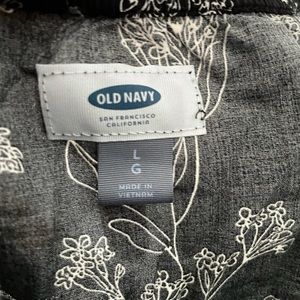 OLD NAVY
SAN FRANCISCO
CALIFORNIA
L
G
MADE IN
VIETNAM